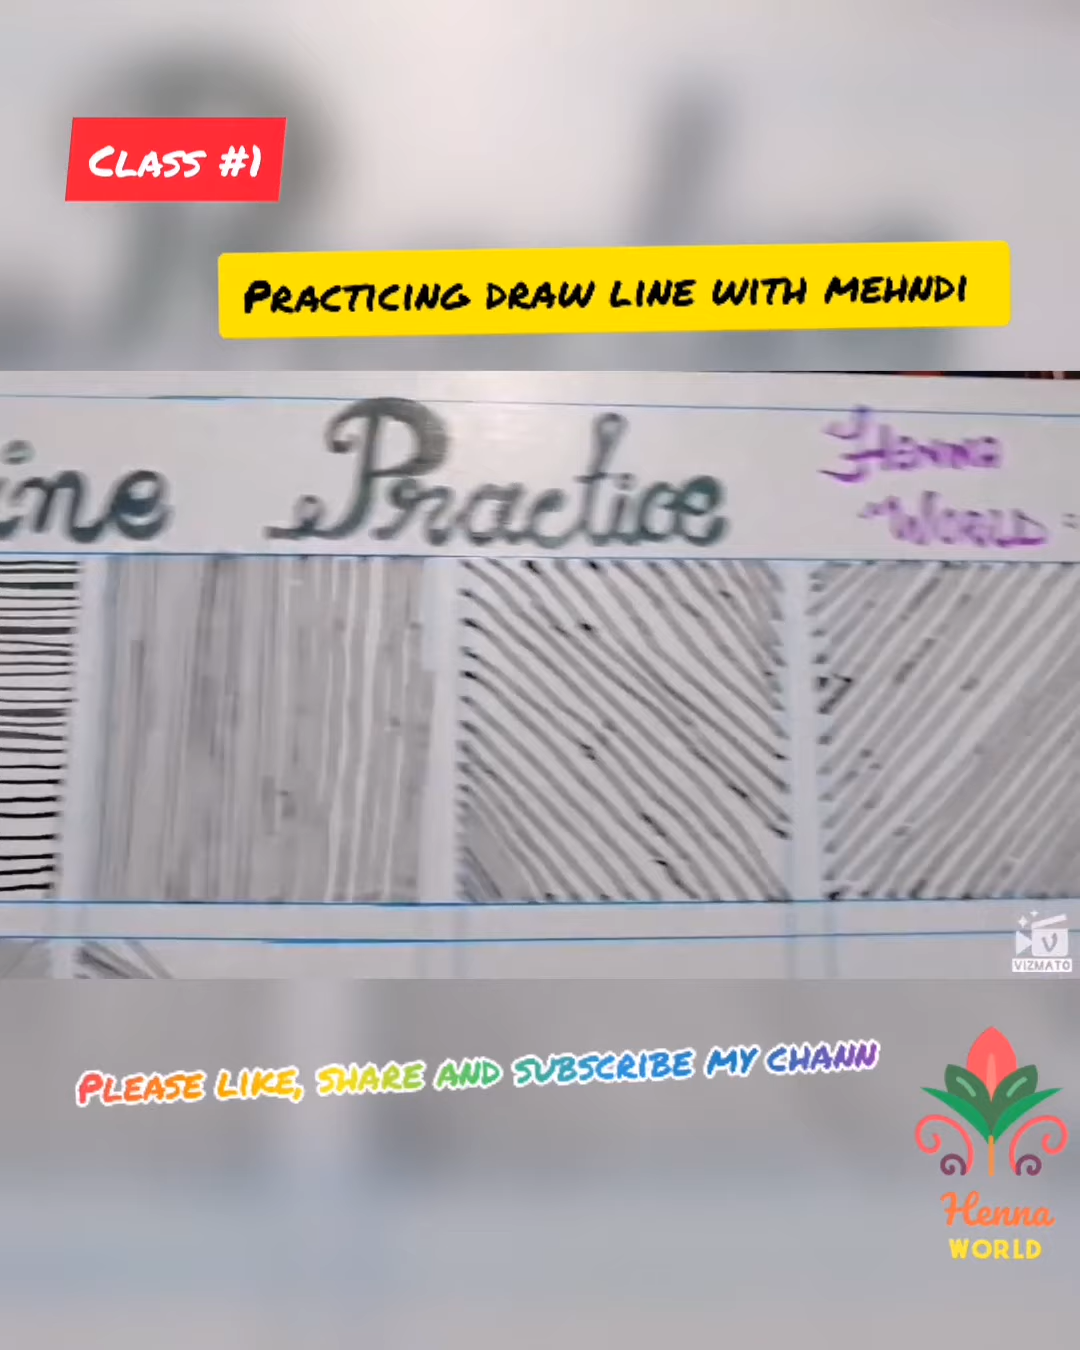 CLASS #1
PRACTICING DRAW LINE WITH MEHNDI
ine Practice
Henna
WORLD
VIZMATO
PLEASE LIKE, SHARE AND SUBSCRIBE MY CHANN
Henna
WORLD